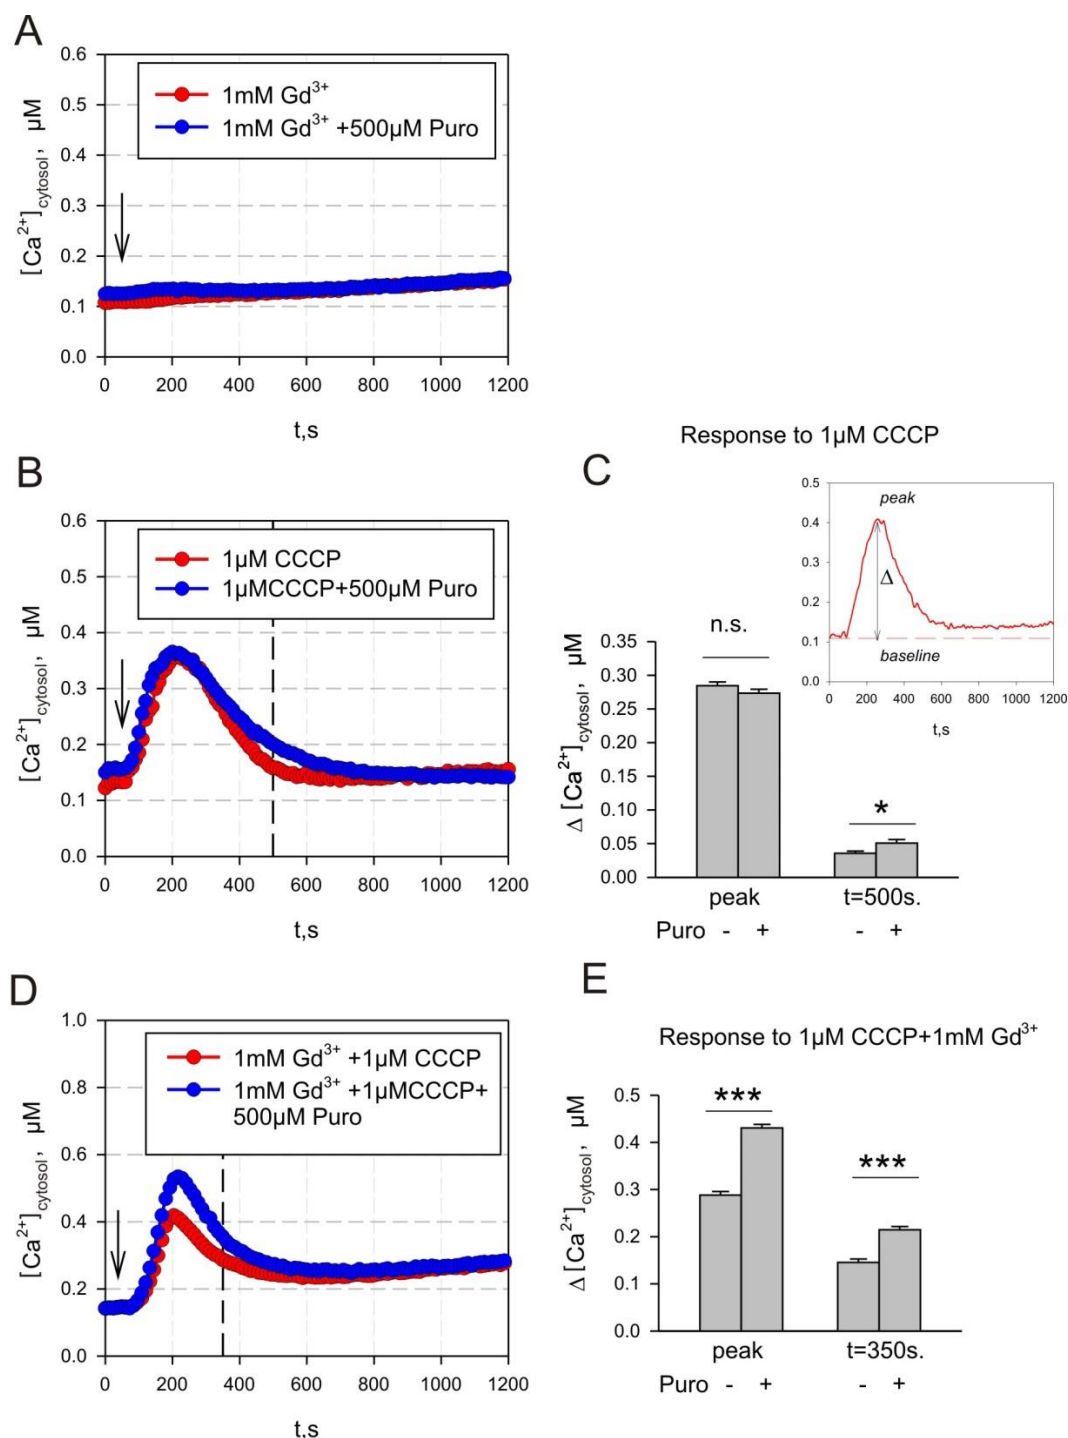 A
0.6
0.5
0.4
0.3
0.2
0.1
0.0
[Ca²⁺]cytosol, µM
1mM Gd³⁺
1mM Gd³⁺ +500µM Puro
0 200 400 600 800 1000 1200
t,s
B
0.6
0.5
0.4
0.3
0.2
0.1
0.0
[Ca²⁺]cytosol, µM
1µM CCCP
1µMCCCP+500µM Puro
0 200 400 600 800 1000 1200
t,s
Response to 1µM CCCP
C
0.5
0.4
0.3
0.2
0.1
0.0
peak
Δ
baseline
0 200 400 600 800 1000 1200
t,s
0.35
0.30
0.25
0.20
0.15
0.10
0.05
0.00
Δ [Ca²⁺]cytosol, µM
n.s.
*
peak t=500s.
Puro - + - +
D
1.0
0.8
0.6
0.4
0.2
0.0
[Ca²⁺]cytosol, µM
1mM Gd³⁺ +1µM CCCP
1mM Gd³⁺ +1µMCCCP+
500µM Puro
0 200 400 600 800 1000 1200
t,s
E
Response to 1µM CCCP+1mM Gd³⁺
0.5
0.4
0.3
0.2
0.1
0.0
Δ [Ca²⁺]cytosol, µM
***
***
peak t=350s.
Puro - + - +